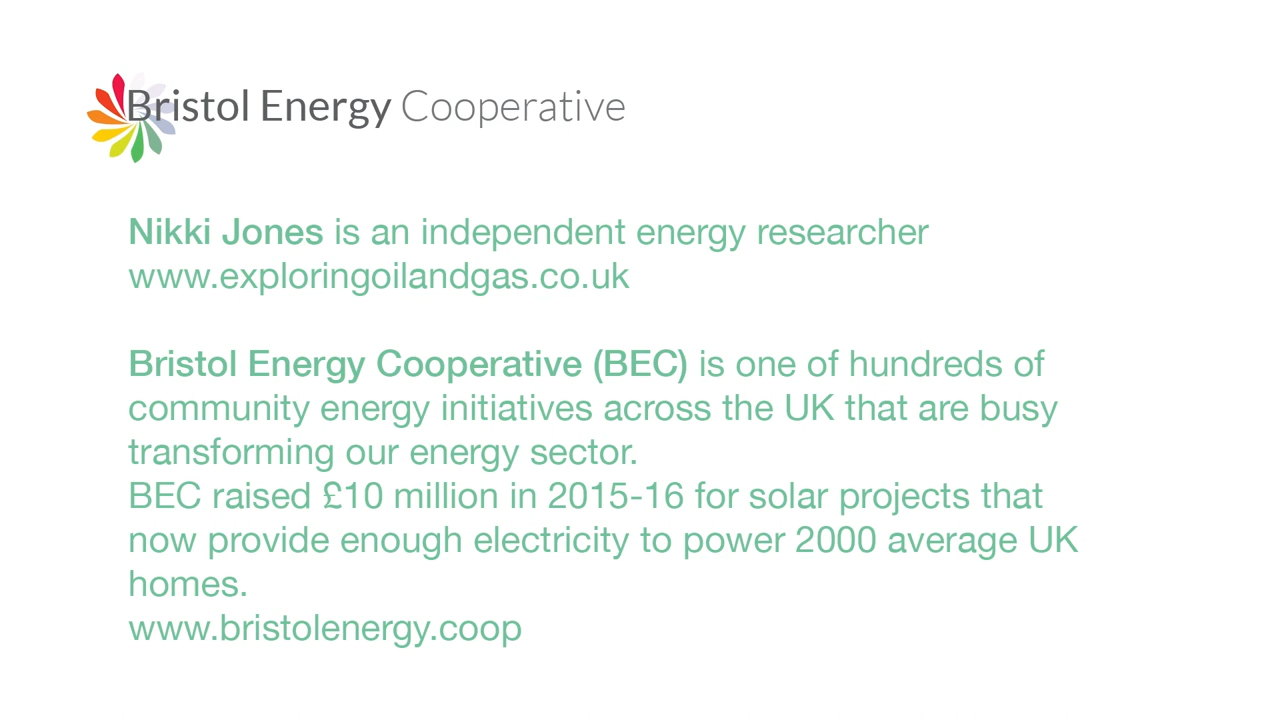 Bristol Energy Cooperative
Nikki Jones is an independent energy researcher
www.exploringoilandgas.co.uk
Bristol Energy Cooperative (BEC) is one of hundreds of
community energy initiatives across the UK that are busy
transforming our energy sector.
BEC raised £10 million in 2015-16 for solar projects that
now provide enough electricity to power 2000 average UK
homes.
www.bristolenergy.coop